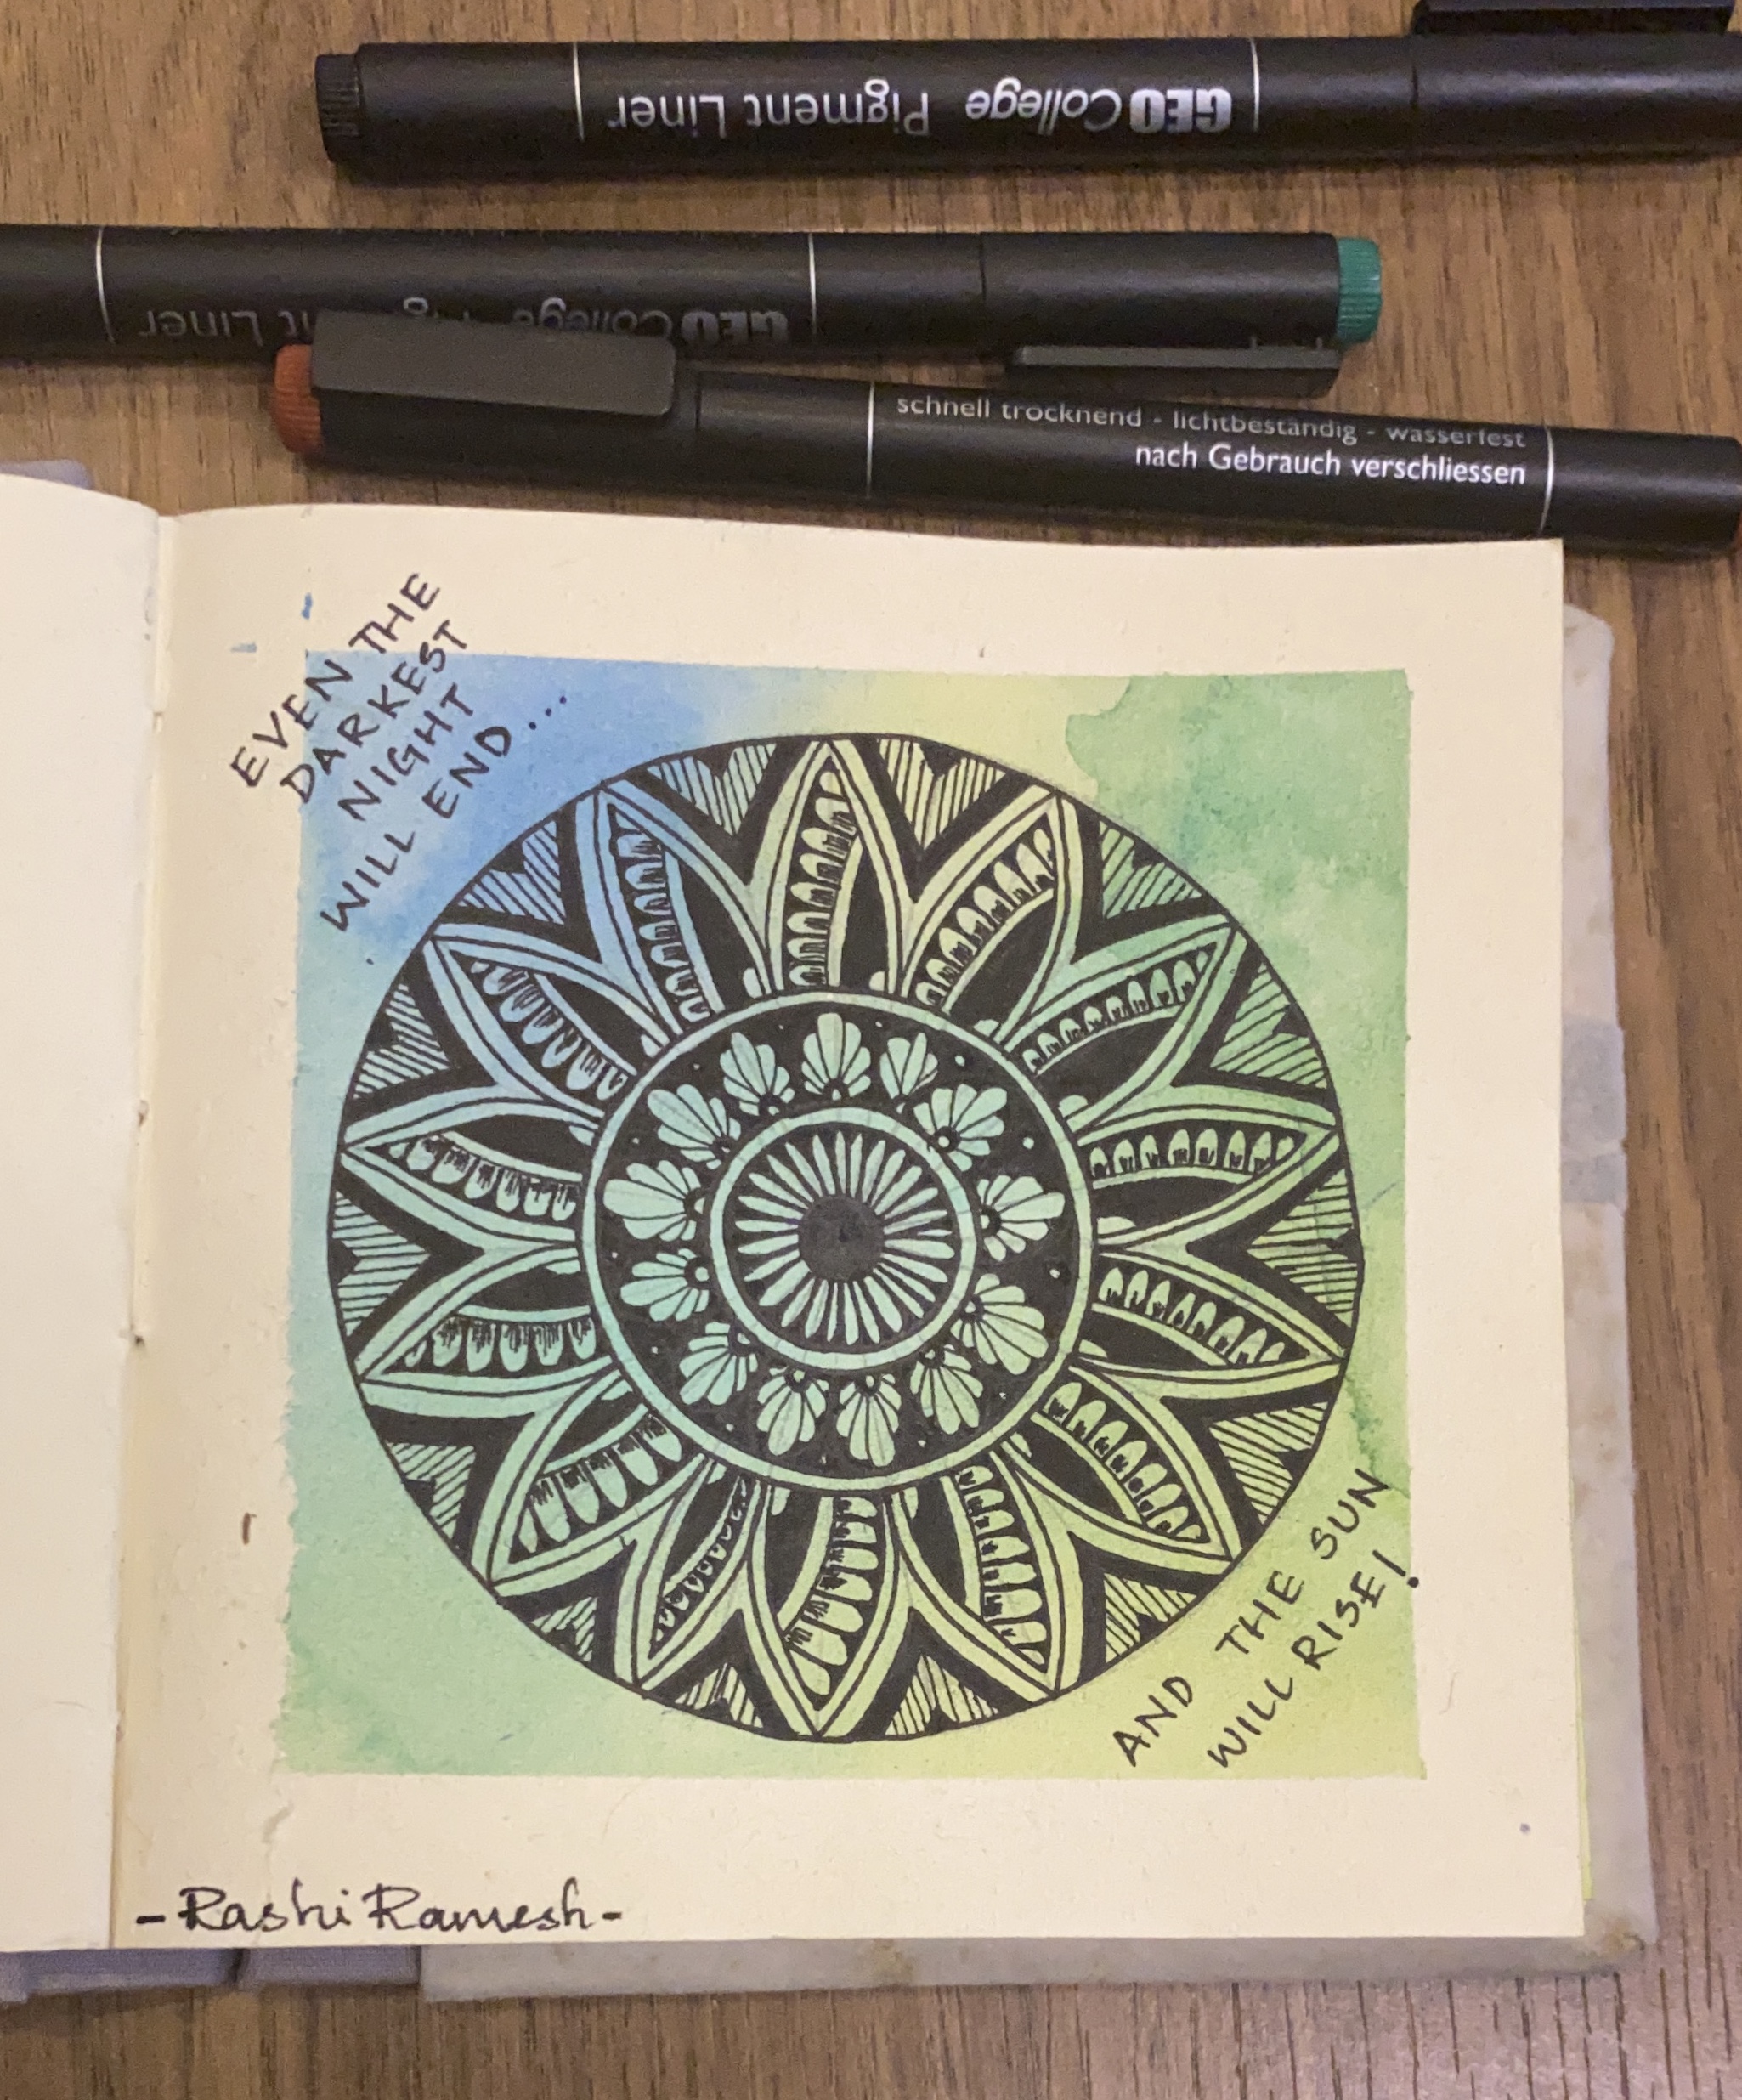 GEO College Pigment Liner
GEO College Pigment Liner
schnell trocknend - lichtbeständig - wasserfest
nach Gebrauch verschliessen
EVEN THE
DARKEST
NIGHT
WILL END...
AND THE SUN
WILL RISE!
-Rashi Ramesh-